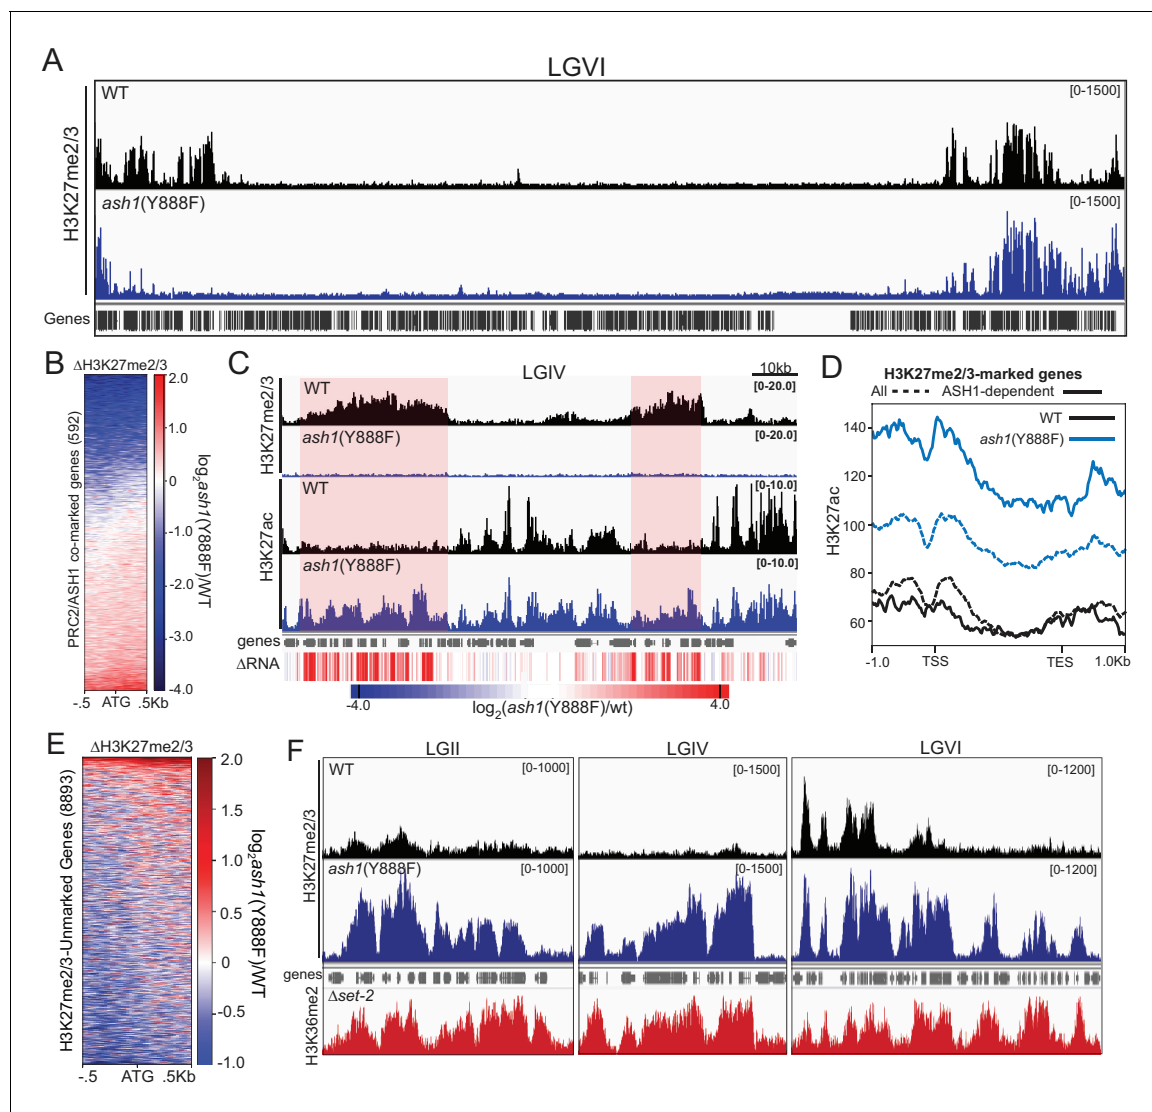 A
LGVI
WT
[0-1500]
H3K27me2/3
ash1(Y888F)
[0-1500]
Genes
B
ΔH3K27me2/3
PRC2/ASH1 co-marked genes (592)
2.0
1.0
0
-1.0
-2.0
-3.0
-4.0
log2ash1(Y888F)/WT
-.5 ATG .5Kb
C
LGIV
10kb
H3K27me2/3
WT
[0-20.0]
ash1(Y888F)
[0-20.0]
H3K27ac
WT
[0-10.0]
ash1(Y888F)
[0-10.0]
genes
ΔRNA
-4.0
4.0
log2(ash1(Y888F)/wt)
D
H3K27me2/3-marked genes
All ASH1-dependent
WT
ash1(Y888F)
H3K27ac
140
120
100
80
60
-1.0 TSS TES 1.0Kb
E
ΔH3K27me2/3
H3K27me2/3-Unmarked Genes (8893)
2.0
1.5
1.0
0.5
0
-0.5
-1.0
log2ash1(Y888F)/WT
-.5 ATG .5Kb
F
LGII LGIV LGVI
H3K27me2/3
WT
[0-1000] [0-1500] [0-1200]
ash1(Y888F)
[0-1000] [0-1500] [0-1200]
genes
H3K36me2
Δset-2